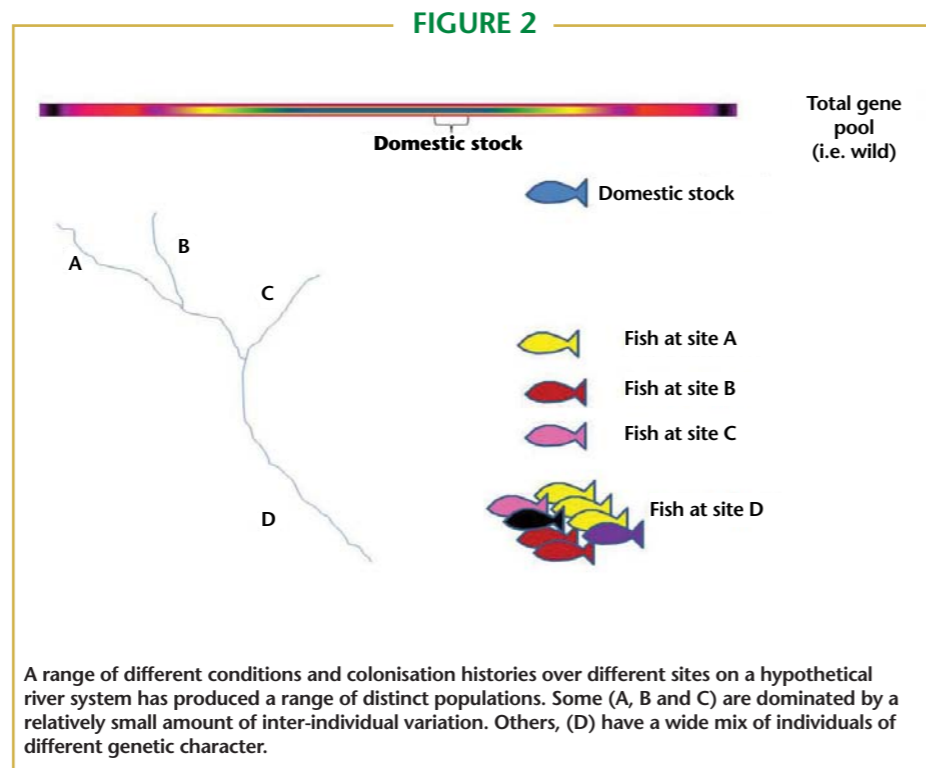 FIGURE 2
Total gene
pool
(i.e. wild)
Domestic stock
Domestic stock
A
B
C
Fish at site A
Fish at site B
Fish at site C
D
Fish at site D
A range of different conditions and colonisation histories over different sites on a hypothetical
river system has produced a range of distinct populations. Some (A, B and C) are dominated by a
relatively small amount of inter-individual variation. Others, (D) have a wide mix of individuals of
different genetic character.